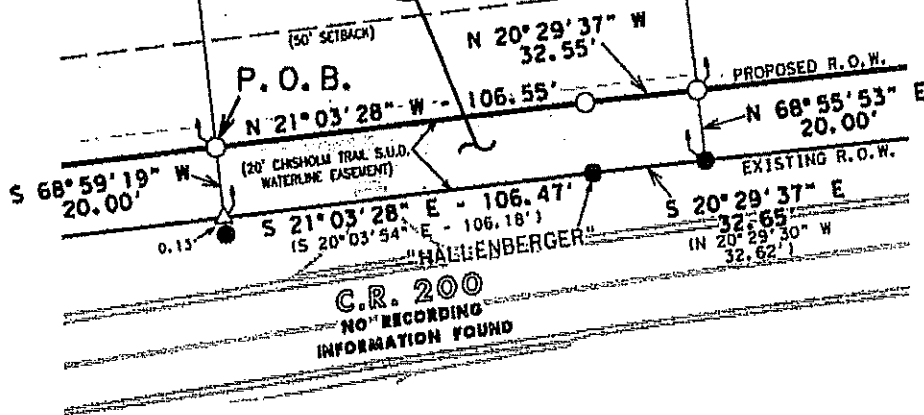 (50' SETBACK)
N 20°29'37" W
32.55'
P.O.B.
PROPOSED R.O.W.
N 21°03'28" W - 106.55'
N 68°55'53" E
20.00'
(20' CHISHOLM TRAIL S.U.D.
WATERLINE EASEMENT)
S 68°59'19" W
20.00'
EXISTING R.O.W.
S 21°03'28" E - 106.47'
(S 20°03'54" E - 106.18')
S 20°29'37" E
32.65'
(N 20°29'30" W
32.62')
0.15'
"HALLENBERGER"
C.R. 200
NO RECORDING
INFORMATION FOUND